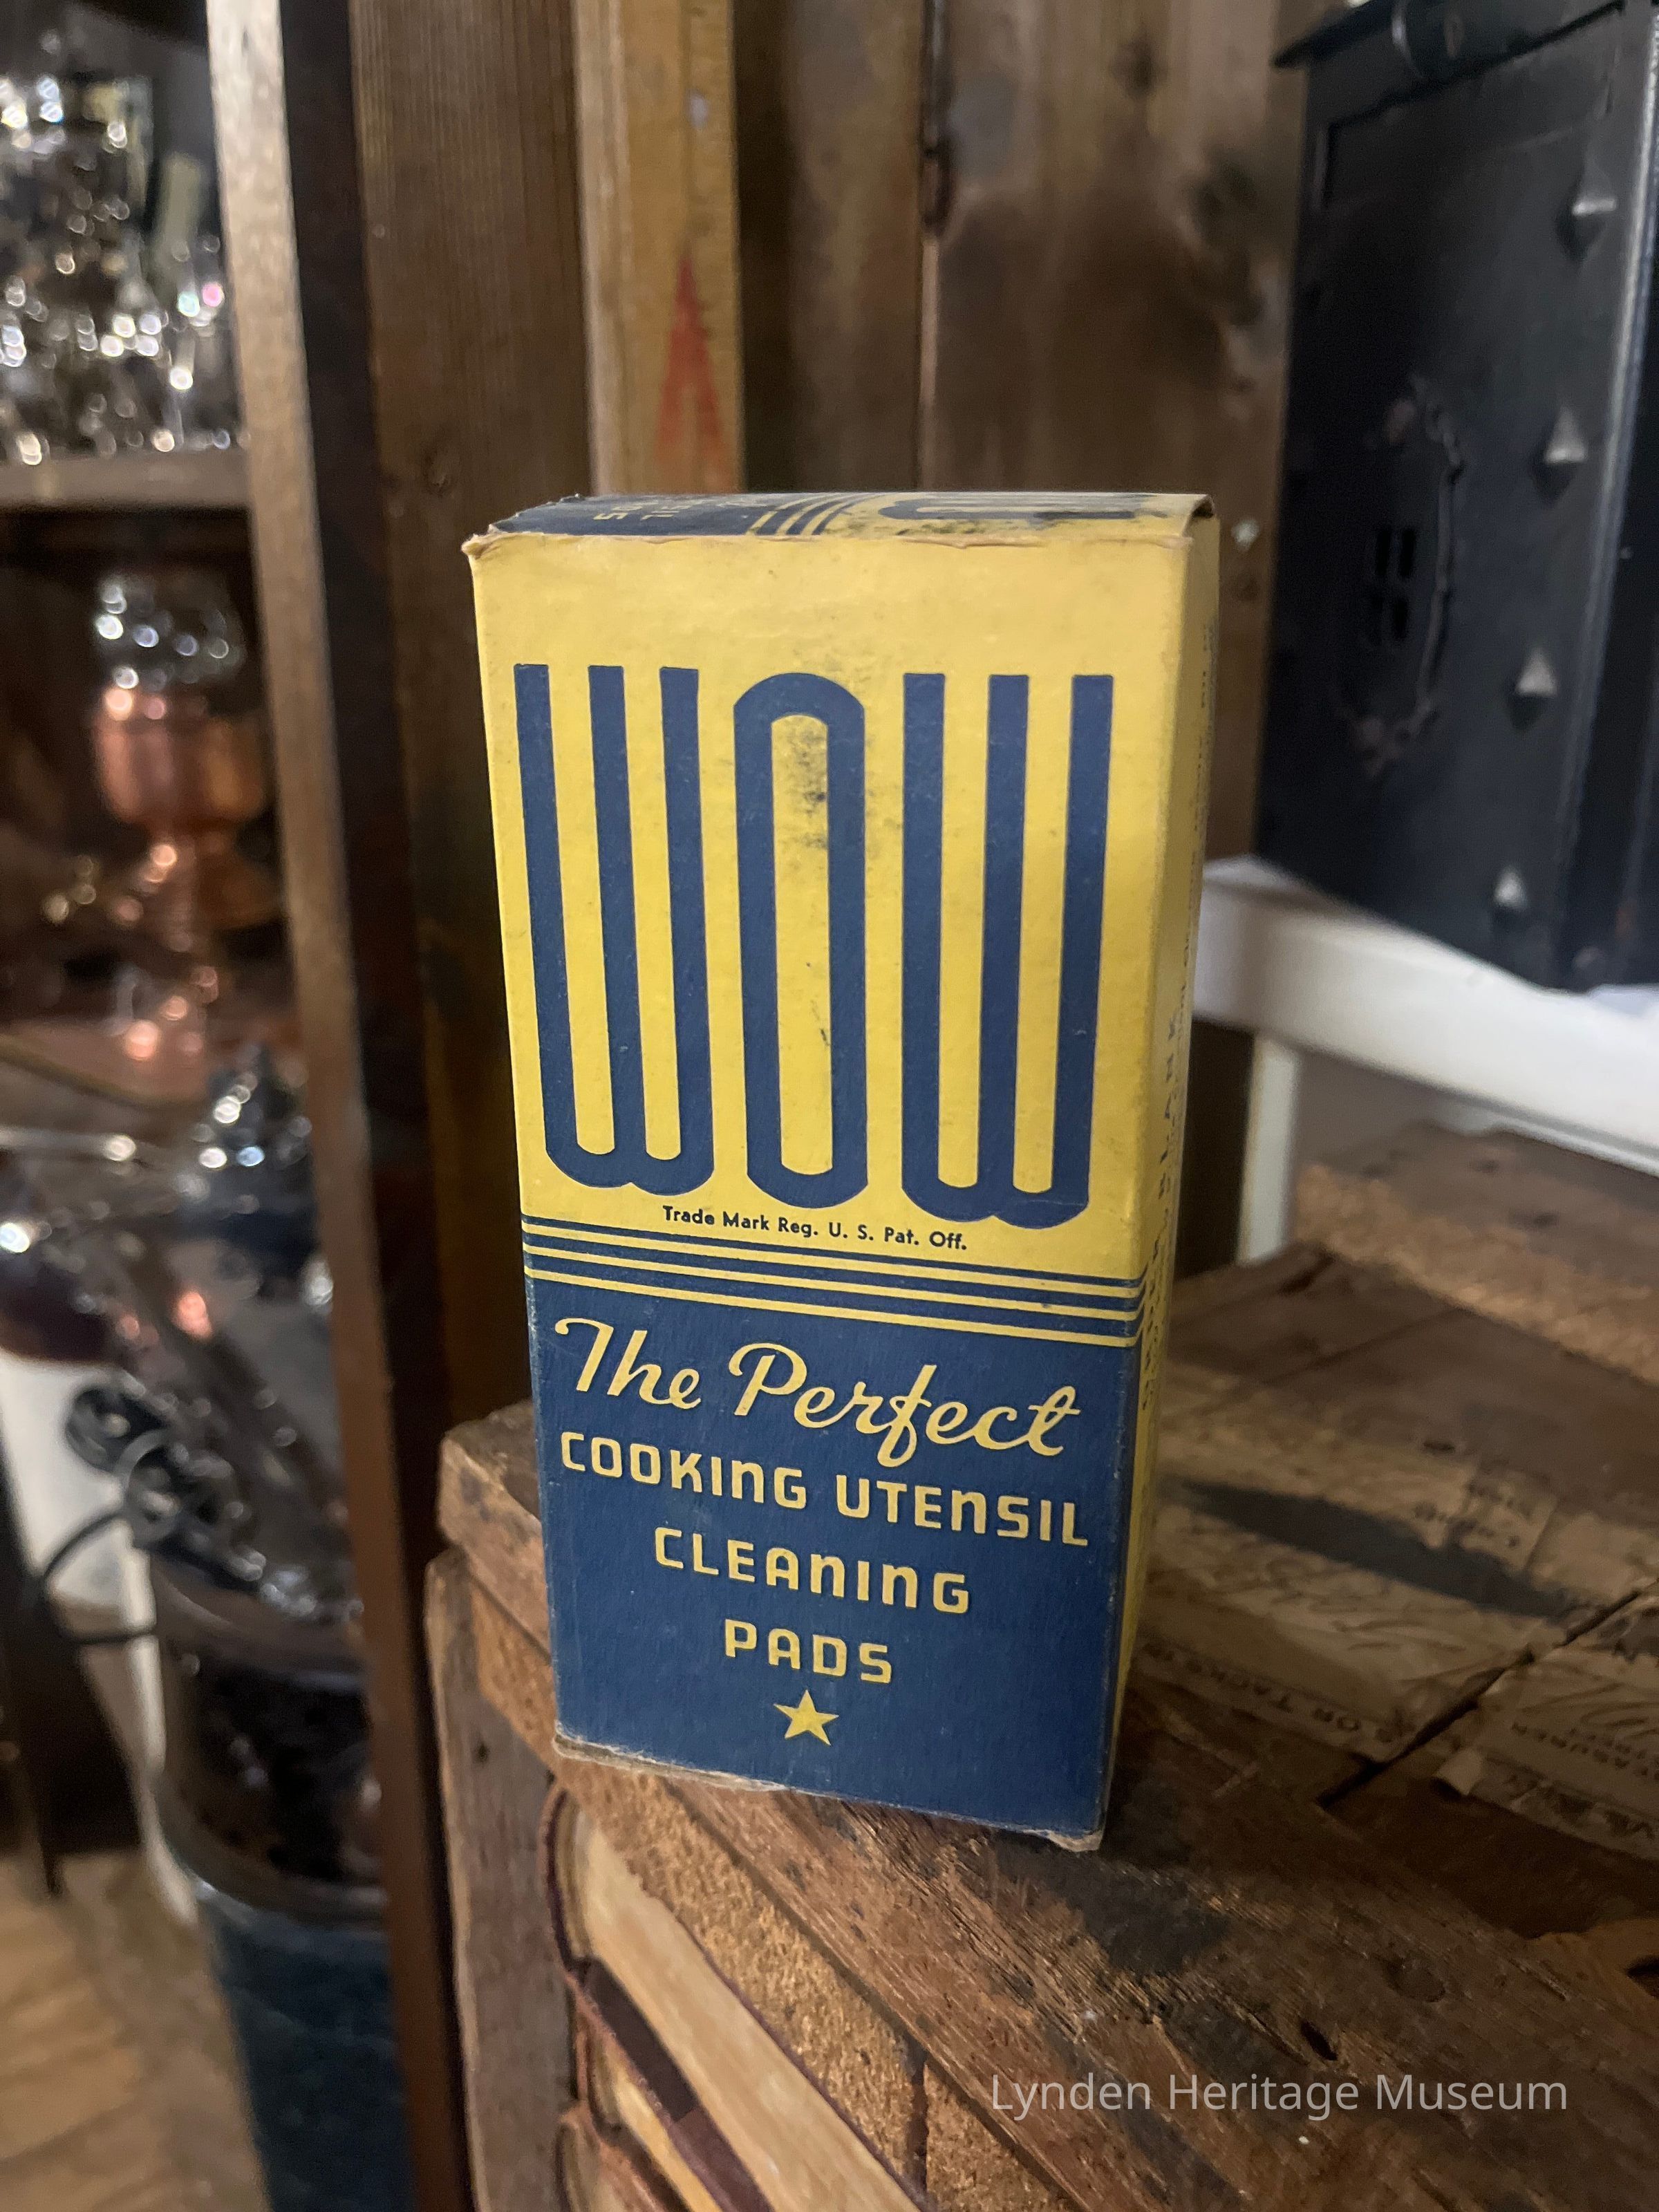 WOW
Trade Mark Reg. U. S. Pat. Off.
The Perfect
COOKING UTENSIL
CLEANING
PADS
Lynden Heritage Museum